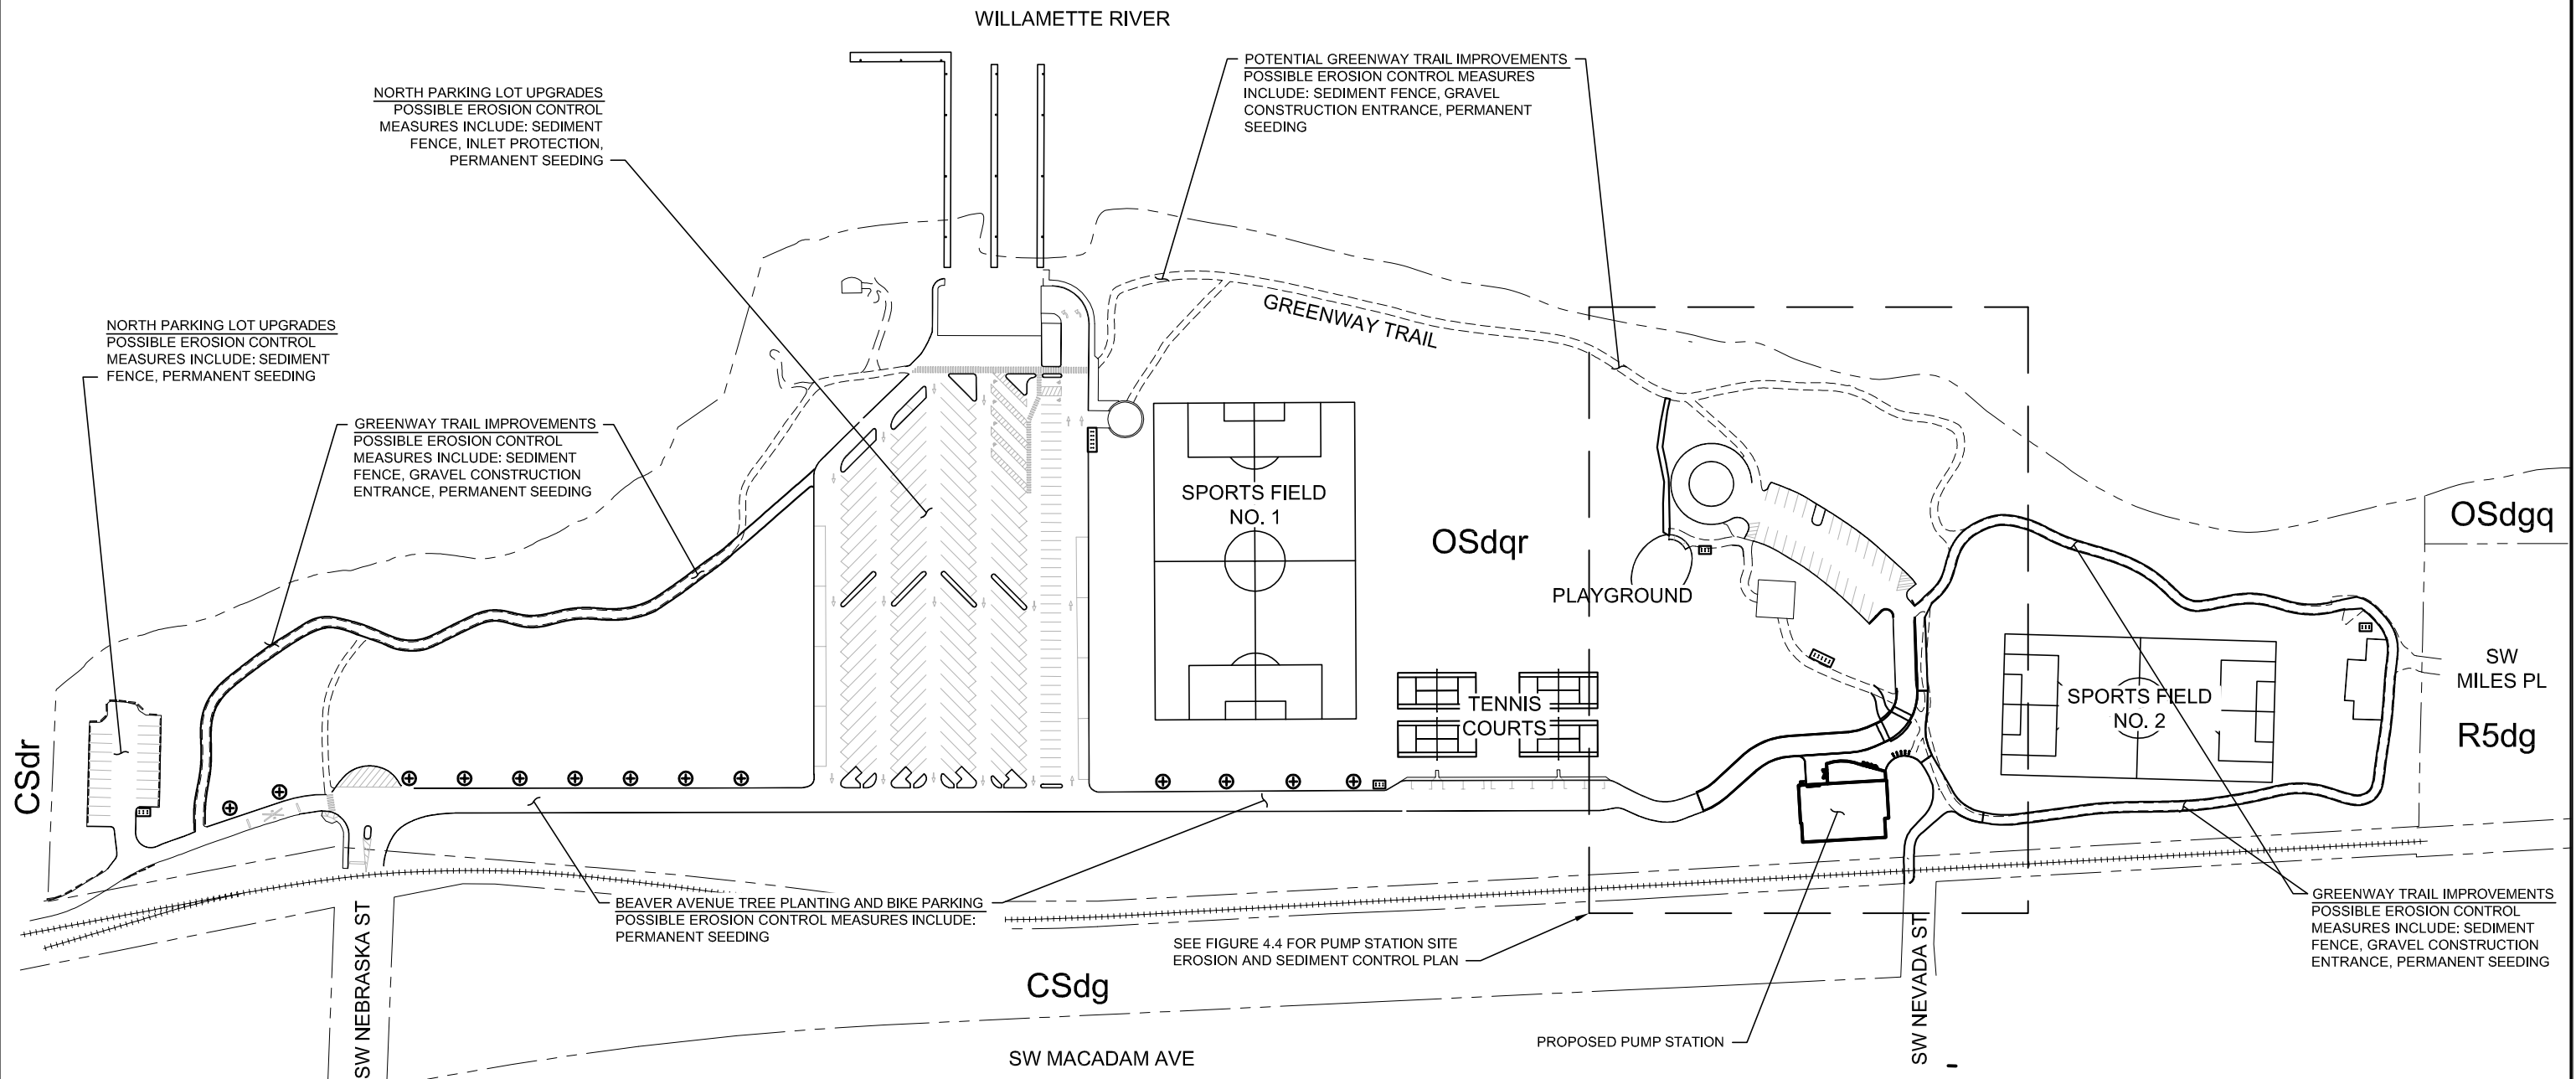 WILLAMETTE RIVER
NORTH PARKING LOT UPGRADES
POSSIBLE EROSION CONTROL
MEASURES INCLUDE: SEDIMENT
FENCE, INLET PROTECTION,
PERMANENT SEEDING
POTENTIAL GREENWAY TRAIL IMPROVEMENTS
POSSIBLE EROSION CONTROL MEASURES
INCLUDE: SEDIMENT FENCE, GRAVEL
CONSTRUCTION ENTRANCE, PERMANENT
SEEDING
NORTH PARKING LOT UPGRADES
POSSIBLE EROSION CONTROL
MEASURES INCLUDE: SEDIMENT
FENCE, PERMANENT SEEDING
GREENWAY TRAIL IMPROVEMENTS
POSSIBLE EROSION CONTROL
MEASURES INCLUDE: SEDIMENT
FENCE, GRAVEL CONSTRUCTION
ENTRANCE, PERMANENT SEEDING
GREENWAY TRAIL
SPORTS FIELD
NO. 1
OSdqr
PLAYGROUND
TENNIS
COURTS
SPORTS FIELD
NO. 2
OSdgq
SW
MILES PL
R5dg
CSdr
BEAVER AVENUE TREE PLANTING AND BIKE PARKING
POSSIBLE EROSION CONTROL MEASURES INCLUDE:
PERMANENT SEEDING
SEE FIGURE 4.4 FOR PUMP STATION SITE
EROSION AND SEDIMENT CONTROL PLAN
GREENWAY TRAIL IMPROVEMENTS
POSSIBLE EROSION CONTROL
MEASURES INCLUDE: SEDIMENT
FENCE, GRAVEL CONSTRUCTION
ENTRANCE, PERMANENT SEEDING
SW NEBRASKA ST
CSdg
SW NEVADA ST
PROPOSED PUMP STATION
SW MACADAM AVE